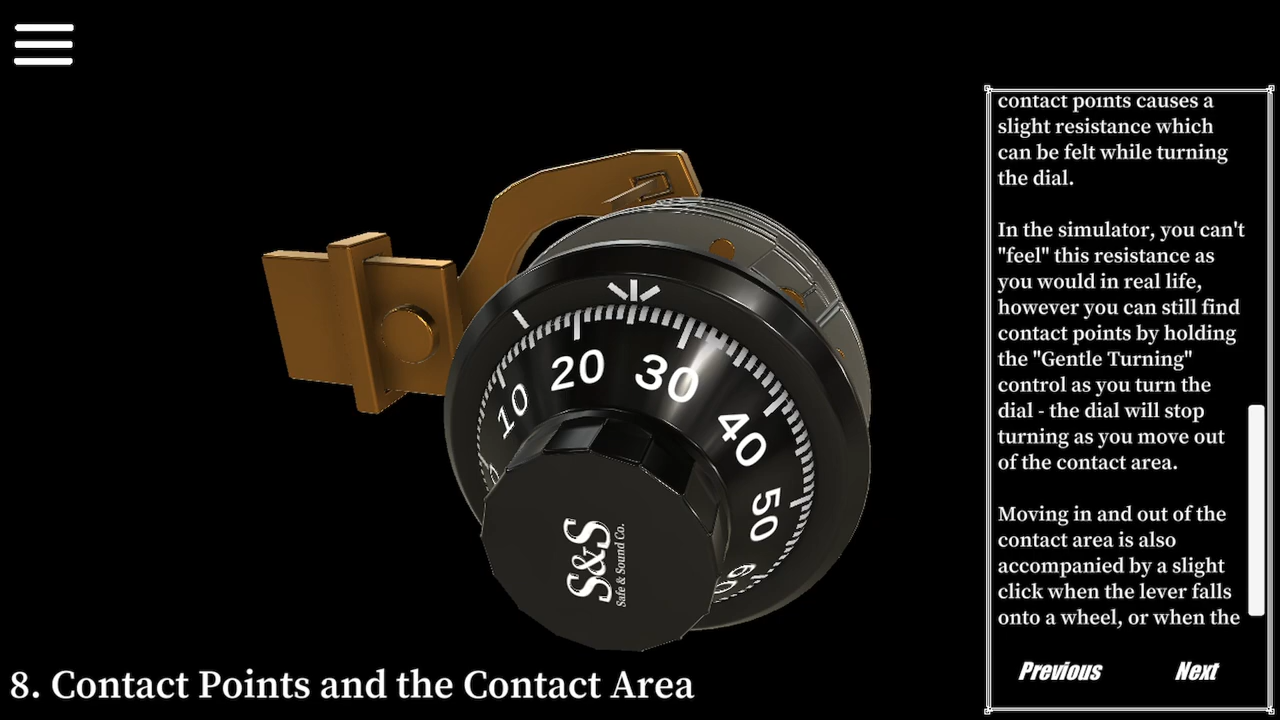 contact points causes a
slight resistance which
can be felt while turning
the dial.
In the simulator, you can't
"feel" this resistance as
you would in real life,
however you can still find
contact points by holding
the "Gentle Turning"
control as you turn the
dial - the dial will stop
turning as you move out
of the contact area.
Moving in and out of the
contact area is also
accompanied by a slight
click when the lever falls
onto a wheel, or when the
Previous Next
10 20 30 40 50 60
S&S
Safe & Sound Co.
8. Contact Points and the Contact Area